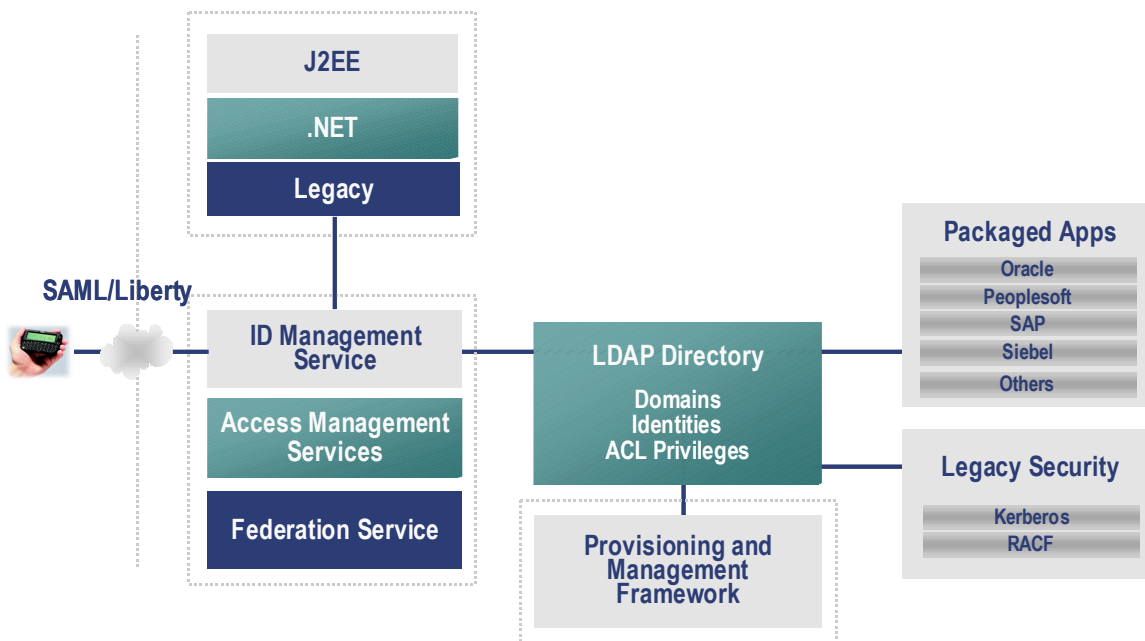 J2EE
.NET
Legacy
SAML/Liberty
ID Management
Service
Access Management
Services
Federation Service
LDAP Directory
Domains
Identities
ACL Privileges
Provisioning and
Management
Framework
Packaged Apps
Oracle
Peoplesoft
SAP
Siebel
Others
Legacy Security
Kerberos
RACF